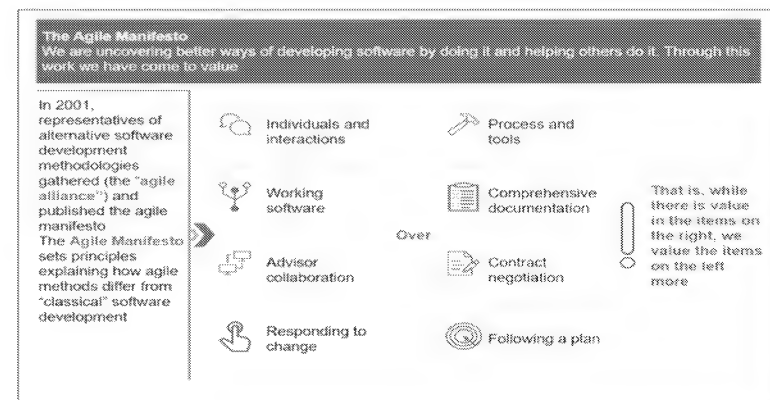 The Agile Manifesto
We are uncovering better ways of developing software by doing it and helping others do it. Through this
work we have come to value
In 2001,
representatives of
alternative software
development
methodologies
gathered (the "agile
alliance") and
published the agile
manifesto
The Agile Manifesto
sets principles
explaining how agile
methods differ from
"classical" software
development
Individuals and
interactions
Working
software
Advisor
collaboration
Responding to
change
Over
Process and
tools
Comprehensive
documentation
Contract
negotiation
Following a plan
That is, while
there is value
in the items on
the right, we
value the items
on the left
more